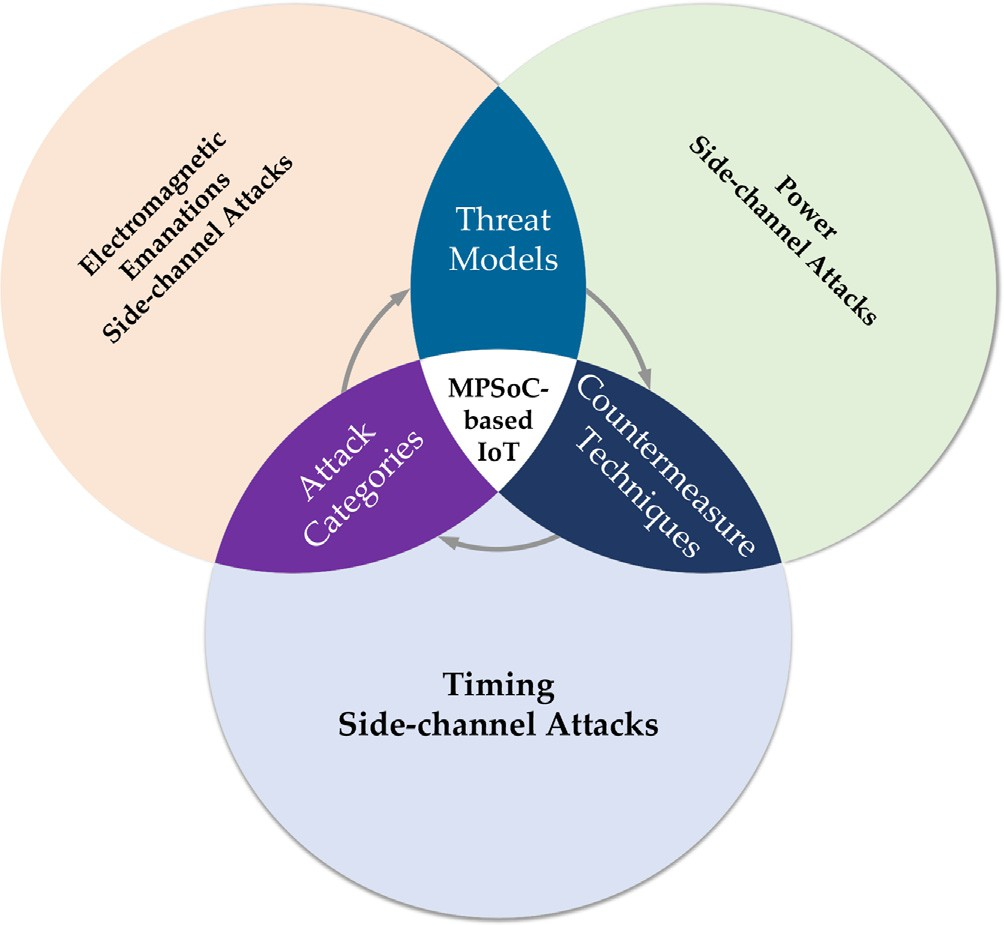 Electromagnetic
Emanations
Side-channel Attacks
Power
Side-channel Attacks
Threat
Models
MPSoC-
based
IoT
Attack
Categories
Countermeasure
Techniques
Timing
Side-channel Attacks